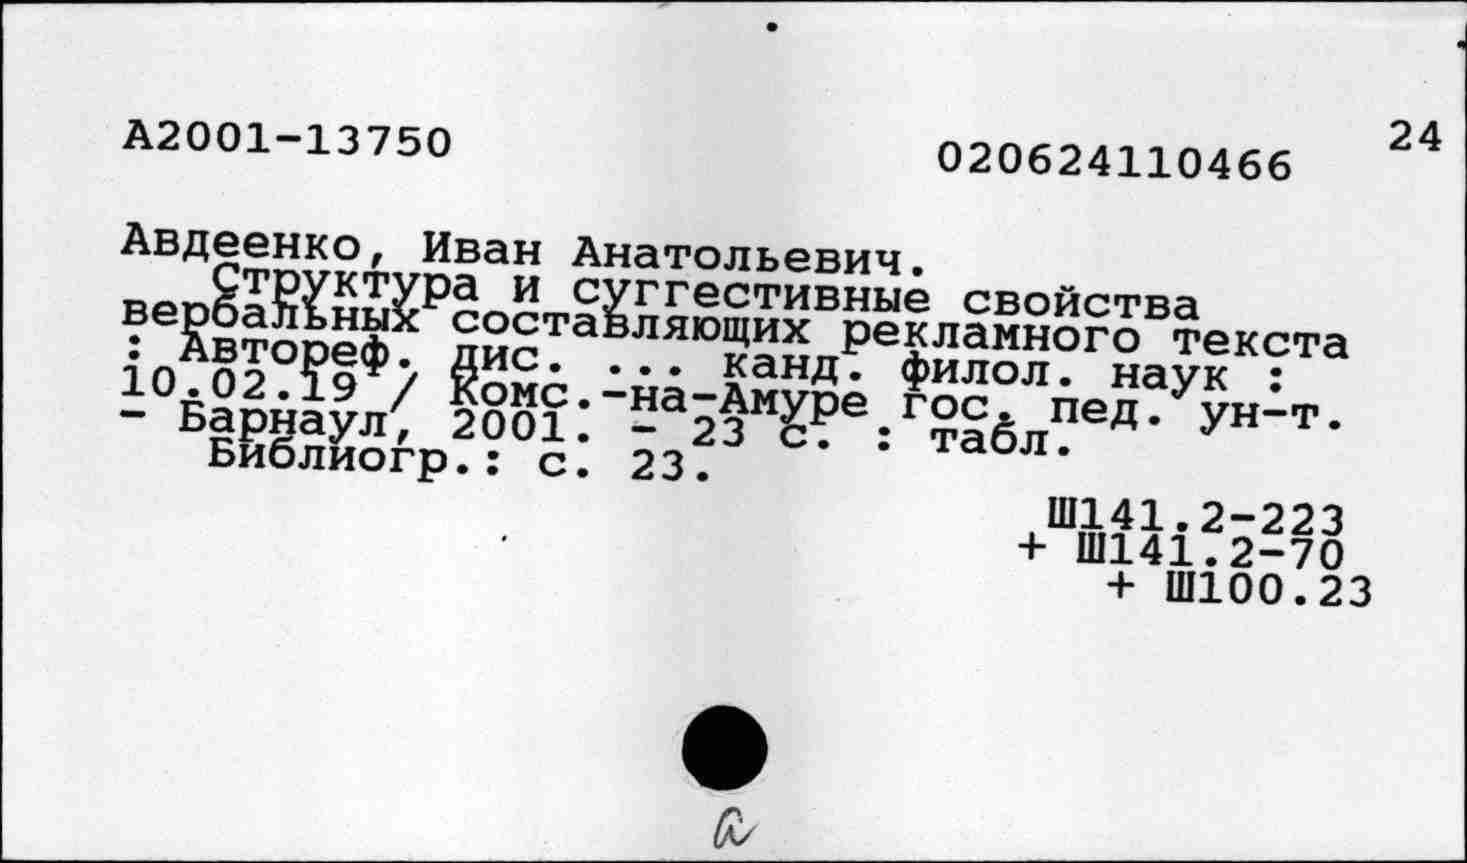 А2001-13750
020624110466
24
Авдеенко, Иван Анатольевич.
Структура и суггестивные свойства
вербальных составляющих рекламного текста
: Автореф. дис. ... канд. филол. наук :
10.02.19 / Комс.-на-Амуре гос. пед. ун-т.
- Барнаул, 2001. - 23 с. : табл.
Библиогр.: с. 23.
Ш141.2-223
+ Ш141.2-70
+ Ш100.23